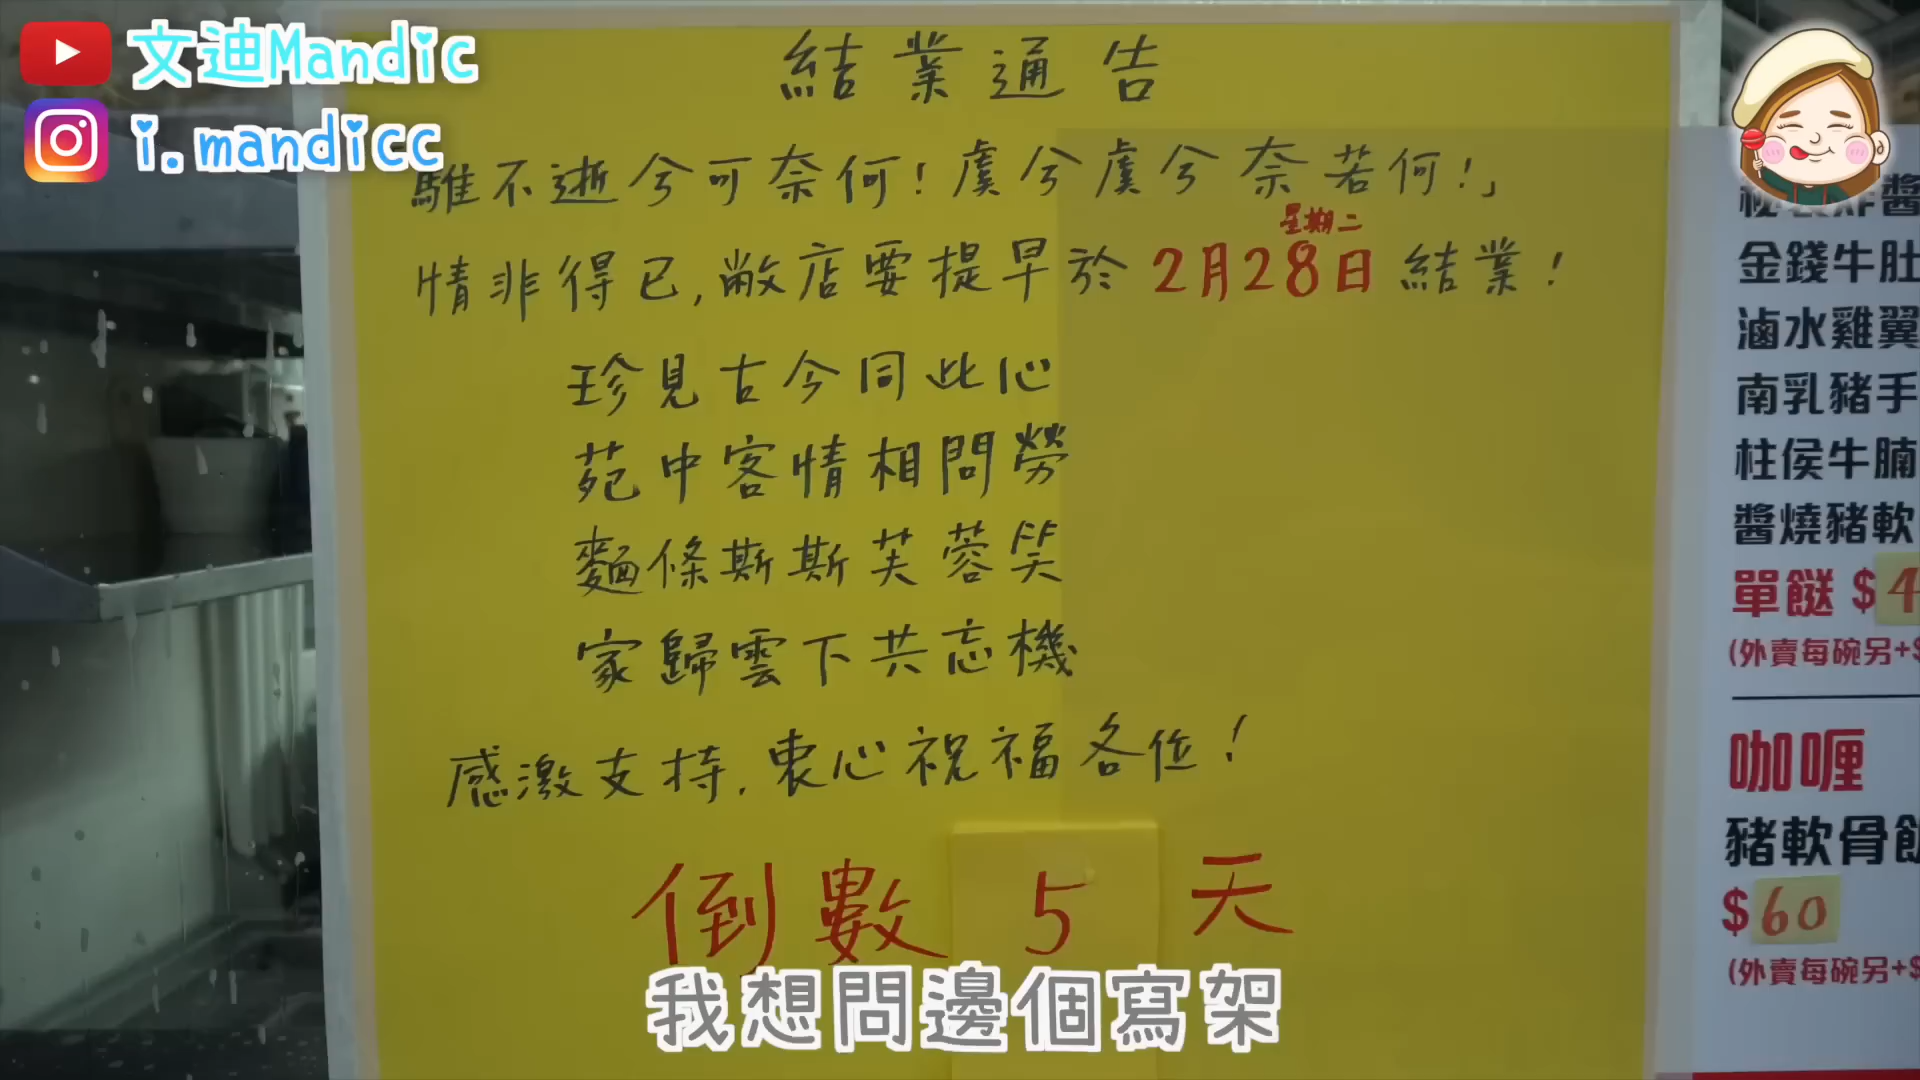 文迪Mandic
i.mandicc
結業通告
「騅不逝兮可奈何!虞兮虞兮奈若何!」
星期二
情非得已,敝店要提早於2月28日結業!
珍見古今同此心
苑中客情相問勞
麵條斯斯芙蓉笑
家歸雲下共忘機
感激支持,衷心祝福各位!
倒數5天
我想問邊個寫架
金錢牛肚
滷水雞翼
南乳豬手
柱侯牛腩
醬燒豬軟
單餸 $4
(外賣每碗另+$
咖喱
豬軟骨飯
$60
(外賣每碗另+$